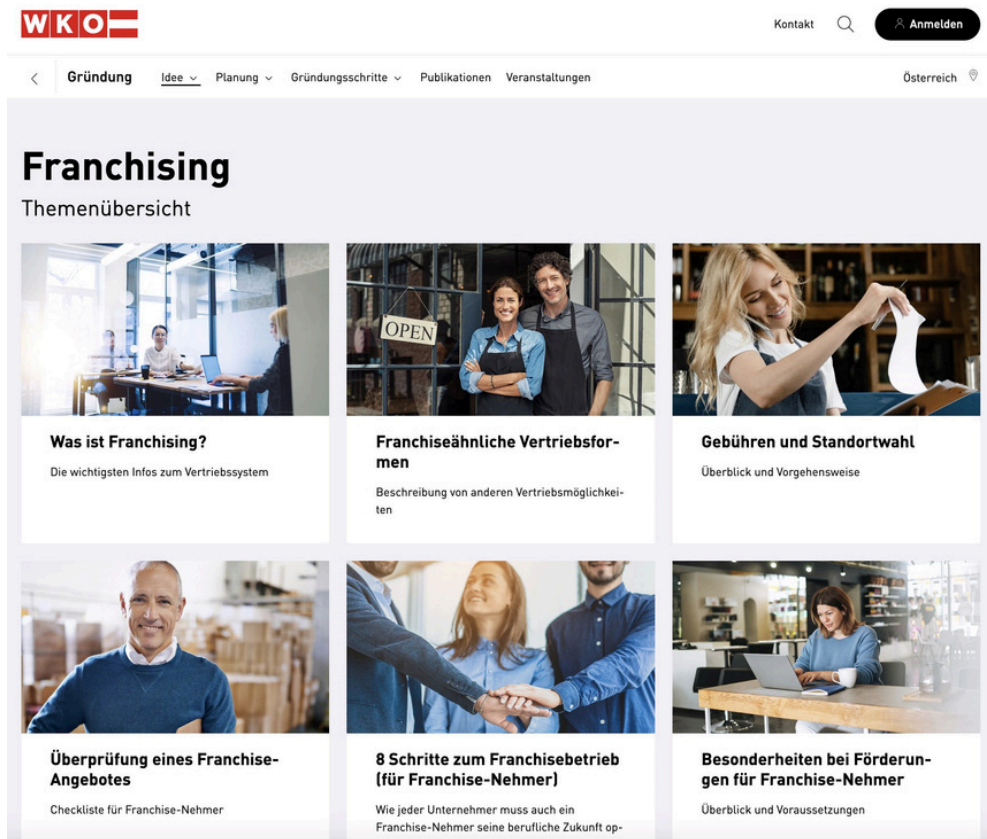 WKO
Kontakt
Anmelden
Gründung
Idee
Planung
Gründungsschritte
Publikationen
Veranstaltungen
Österreich
Franchising
Themenübersicht
OPEN
Was ist Franchising?
Die wichtigsten Infos zum Vertriebssystem
Franchiseähnliche Vertriebsfor-
men
Beschreibung von anderen Vertriebsmöglichkei-
ten
Gebühren und Standortwahl
Überblick und Vorgehensweise
Überprüfung eines Franchise-
Angebotes
Checkliste für Franchise-Nehmer
8 Schritte zum Franchisebetrieb
(für Franchise-Nehmer)
Wie jeder Unternehmer muss auch ein
Franchise-Nehmer seine berufliche Zukunft op-
Besonderheiten bei Förderun-
gen für Franchise-Nehmer
Überblick und Voraussetzungen